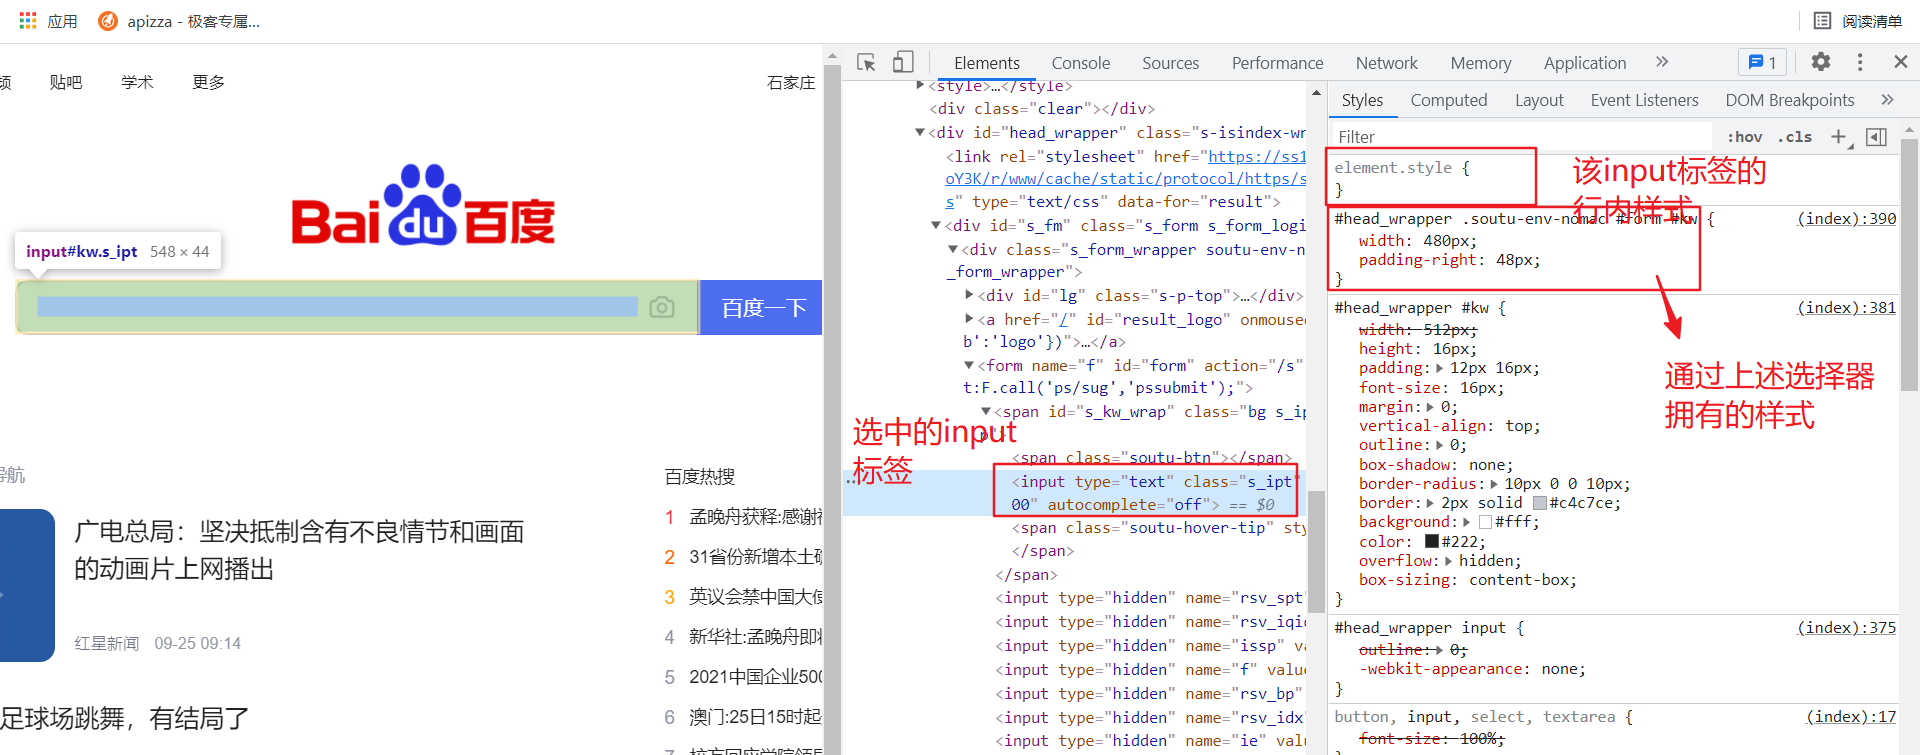 应用
apizza - 极客专属...
阅读清单
贴吧 学术 更多
石家庄
Bai du 百度
input#kw.s_ipt 548 × 44
百度一下
导航
广电总局：坚决抵制含有不良情节和画面
的动画片上网播出
红星新闻 09-25 09:14
足球场跳舞，有结局了
百度热搜
1 孟晚舟获释:感谢祖
2 31省份新增本土确
3 英议会禁中国大使
4 新华社:孟晚舟即将
5 2021中国企业500
6 澳门:25日15时起
7
Elements Console Sources Performance Network Memory Application » 1
<style>…</style>
<div class="clear"></div>
<div id="head_wrapper" class="s-isindex-wr
<link rel="stylesheet" href="https://ss1
oY3K/r/www/cache/static/protocol/https/s
s" type="text/css" data-for="result">
<div id="s_fm" class="s_form s_form_logi
<div class="s_form_wrapper soutu-env-n
_form_wrapper">
<div id="lg" class="s-p-top">…</div>
<a href="/" id="result_logo" onmouse
b':'logo'})">…</a>
<form name="f" id="form" action="/s"
t:F.call('ps/sug','pssubmit');">
<span id="s_kw_wrap" class="bg s_ip
选中的input
标签
<span class="soutu-btn"></span>
<input type="text" class="s_ipt"
00" autocomplete="off"> == $0
<span class="soutu-hover-tip" sty
</span>
</span>
<input type="hidden" name="rsv_spt"
<input type="hidden" name="rsv_iqid
<input type="hidden" name="issp" va
<input type="hidden" name="f" value
<input type="hidden" name="rsv_bp"
<input type="hidden" name="rsv_idx"
<input type="hidden" name="ie" valu
Styles Computed Layout Event Listeners DOM Breakpoints »
Filter
:hov .cls +
element.style {
}
该input标签的
行内样式
#head_wrapper .soutu-env-nomac #form #kw { (index):390
width: 480px;
padding-right: 48px;
}
通过上述选择器
拥有的样式
#head_wrapper #kw { (index):381
width: 512px;
height: 16px;
padding: 12px 16px;
font-size: 16px;
margin: 0;
vertical-align: top;
outline: 0;
box-shadow: none;
border-radius: 10px 0 0 10px;
border: 2px solid #c4c7ce;
background: #fff;
color: #222;
overflow: hidden;
box-sizing: content-box;
}
#head_wrapper input { (index):375
outline: 0;
-webkit-appearance: none;
}
button, input, select, textarea { (index):17
font-size: 100%;